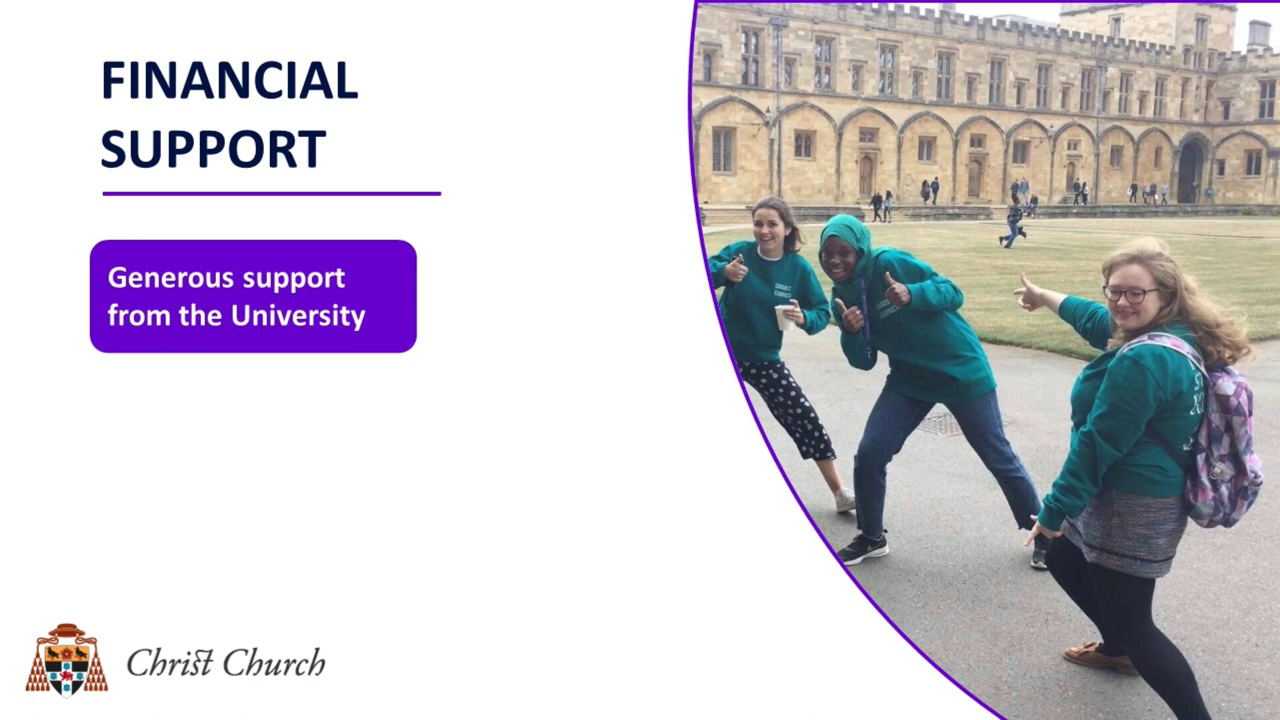 FINANCIAL
SUPPORT
Generous support
from the University
Christ Church